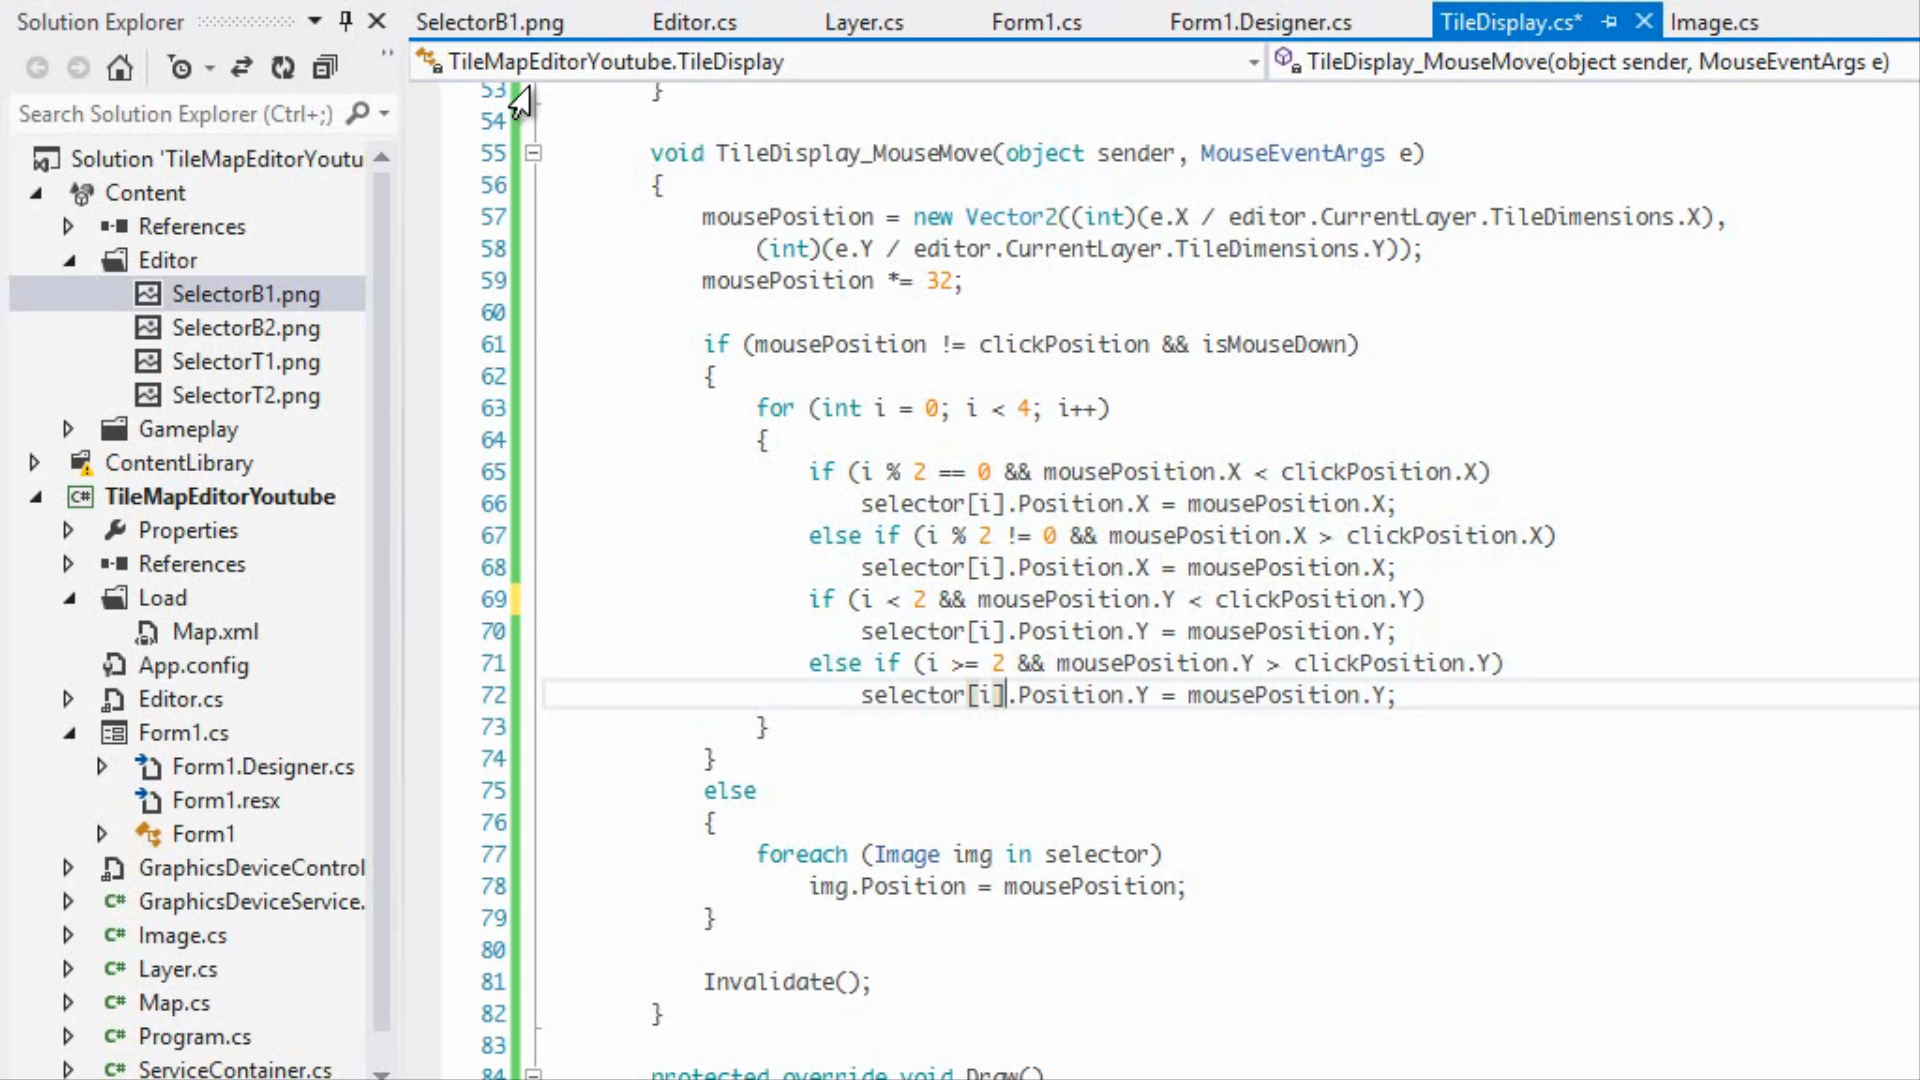 Solution Explorer
Search Solution Explorer (Ctrl+;)
Solution 'TileMapEditorYoutu
Content
References
Editor
SelectorB1.png
SelectorB2.png
SelectorT1.png
SelectorT2.png
Gameplay
ContentLibrary
TileMapEditorYoutube
Properties
References
Load
Map.xml
App.config
Editor.cs
Form1.cs
Form1.Designer.cs
Form1.resx
Form1
GraphicsDeviceControl
GraphicsDeviceService.
Image.cs
Layer.cs
Map.cs
Program.cs
ServiceContainer.cs
SelectorB1.png Editor.cs Layer.cs Form1.cs Form1.Designer.cs TileDisplay.cs* Image.cs
TileMapEditorYoutube.TileDisplay TileDisplay_MouseMove(object sender, MouseEventArgs e)
53 }
54
55 void TileDisplay_MouseMove(object sender, MouseEventArgs e)
56 {
57 mousePosition = new Vector2((int)(e.X / editor.CurrentLayer.TileDimensions.X),
58 (int)(e.Y / editor.CurrentLayer.TileDimensions.Y));
59 mousePosition *= 32;
60
61 if (mousePosition != clickPosition && isMouseDown)
62 {
63 for (int i = 0; i < 4; i++)
64 {
65 if (i % 2 == 0 && mousePosition.X < clickPosition.X)
66 selector[i].Position.X = mousePosition.X;
67 else if (i % 2 != 0 && mousePosition.X > clickPosition.X)
68 selector[i].Position.X = mousePosition.X;
69 if (i < 2 && mousePosition.Y < clickPosition.Y)
70 selector[i].Position.Y = mousePosition.Y;
71 else if (i >= 2 && mousePosition.Y > clickPosition.Y)
72 selector[i].Position.Y = mousePosition.Y;
73 }
74 }
75 else
76 {
77 foreach (Image img in selector)
78 img.Position = mousePosition;
79 }
80
81 Invalidate();
82 }
83
84 protected override void Draw()